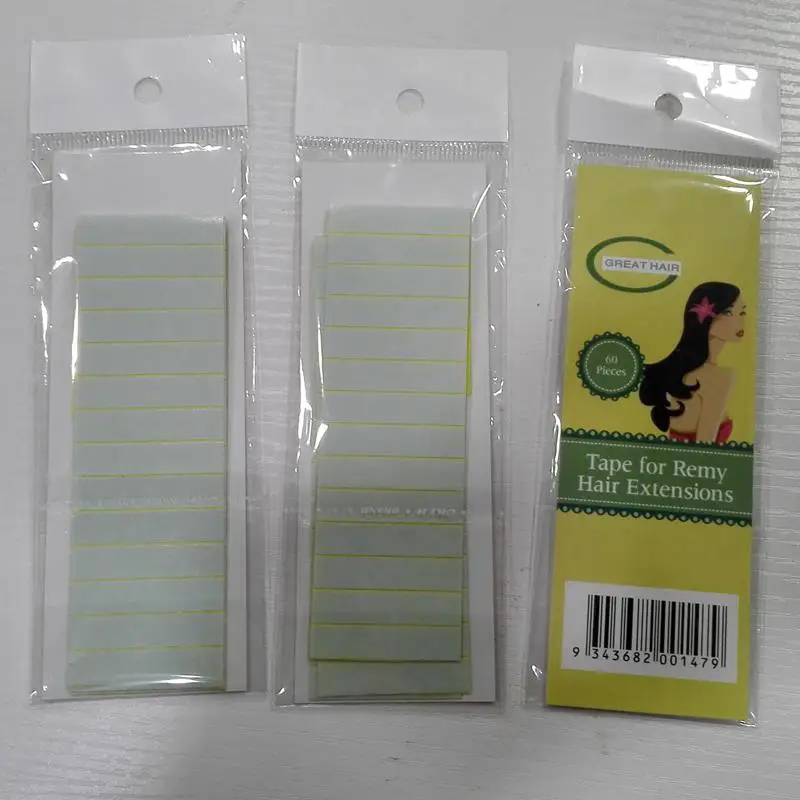 GREAT HAIR
60
Pieces
Tape for Remy
Hair Extensions
9 343682 001479